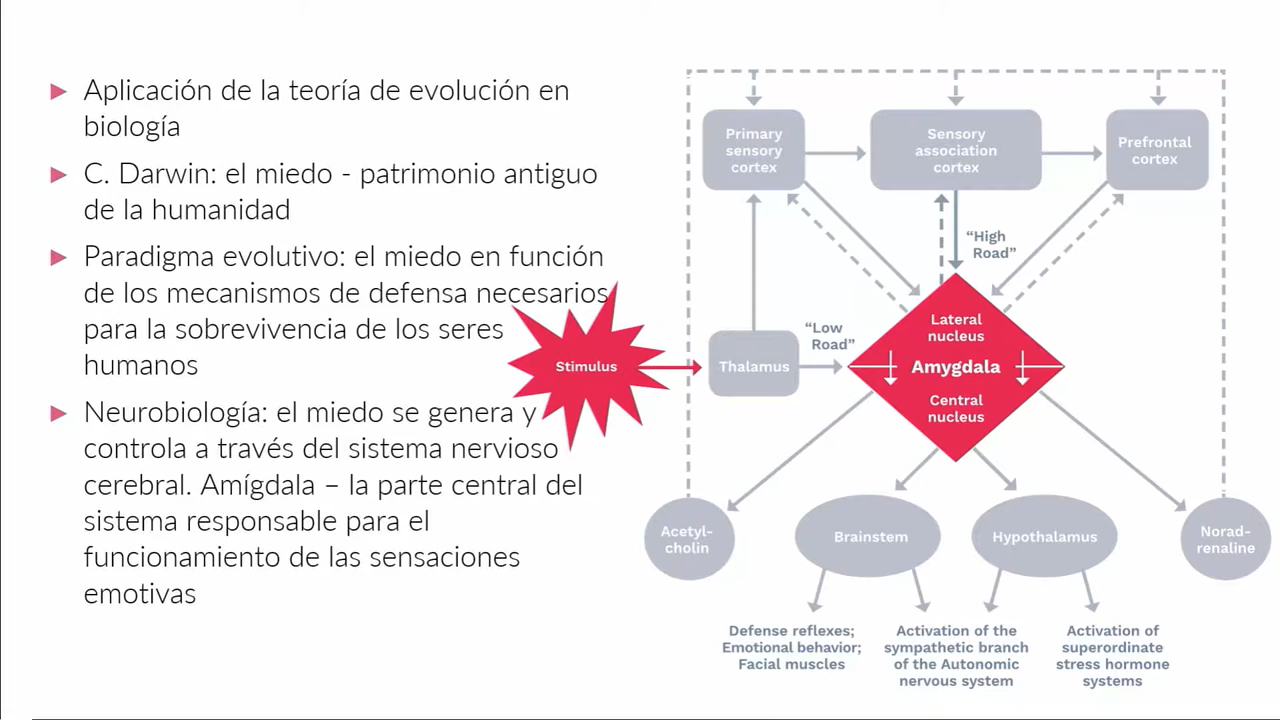 Aplicación de la teoría de evolución en
biología
C. Darwin: el miedo - patrimonio antiguo
de la humanidad
Paradigma evolutivo: el miedo en función
de los mecanismos de defensa necesarios
para la sobrevivencia de los seres
humanos
Neurobiología: el miedo se genera y
controla a través del sistema nervioso
cerebral. Amígdala – la parte central del
sistema responsable para el
funcionamiento de las sensaciones
emotivas
Primary
sensory
cortex
Sensory
association
cortex
Prefrontal
cortex
“High
Road”
“Low
Road”
Stimulus
Thalamus
Lateral
nucleus
Amygdala
Central
nucleus
Acetyl-
cholin
Brainstem
Hypothalamus
Norad-
renaline
Defense reflexes;
Emotional behavior;
Facial muscles
Activation of the
sympathetic branch
of the Autonomic
nervous system
Activation of
superordinate
stress hormone
systems